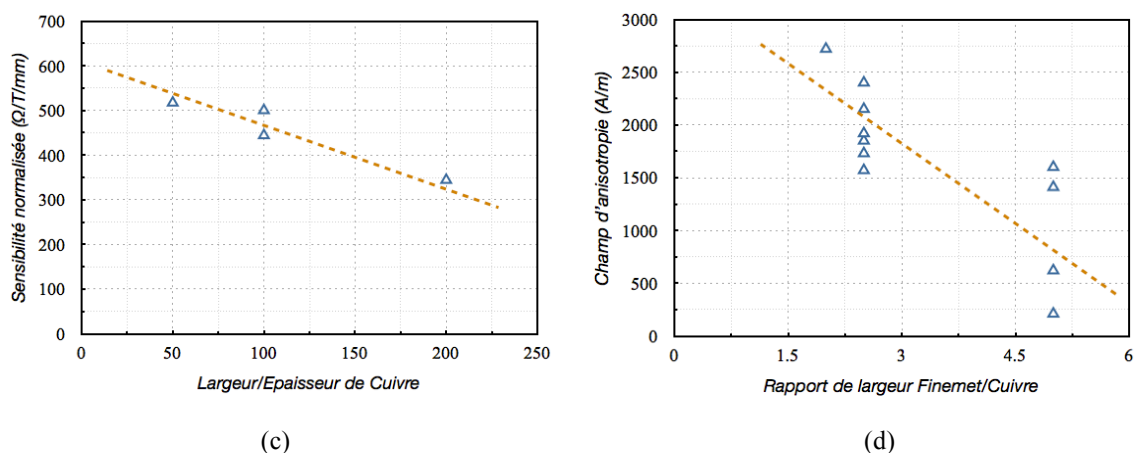 700
600
500
400
300
200
100
0
0 50 100 150 200 250
Sensibilité normalisée (Ω/T/mm)
Largeur/Epaisseur de Cuivre
(c)
3000
2500
2000
1500
1000
500
0
0 1.5 3 4.5 6
Champ d'anisotropie (A/m)
Rapport de largeur Finemet/Cuivre
(d)